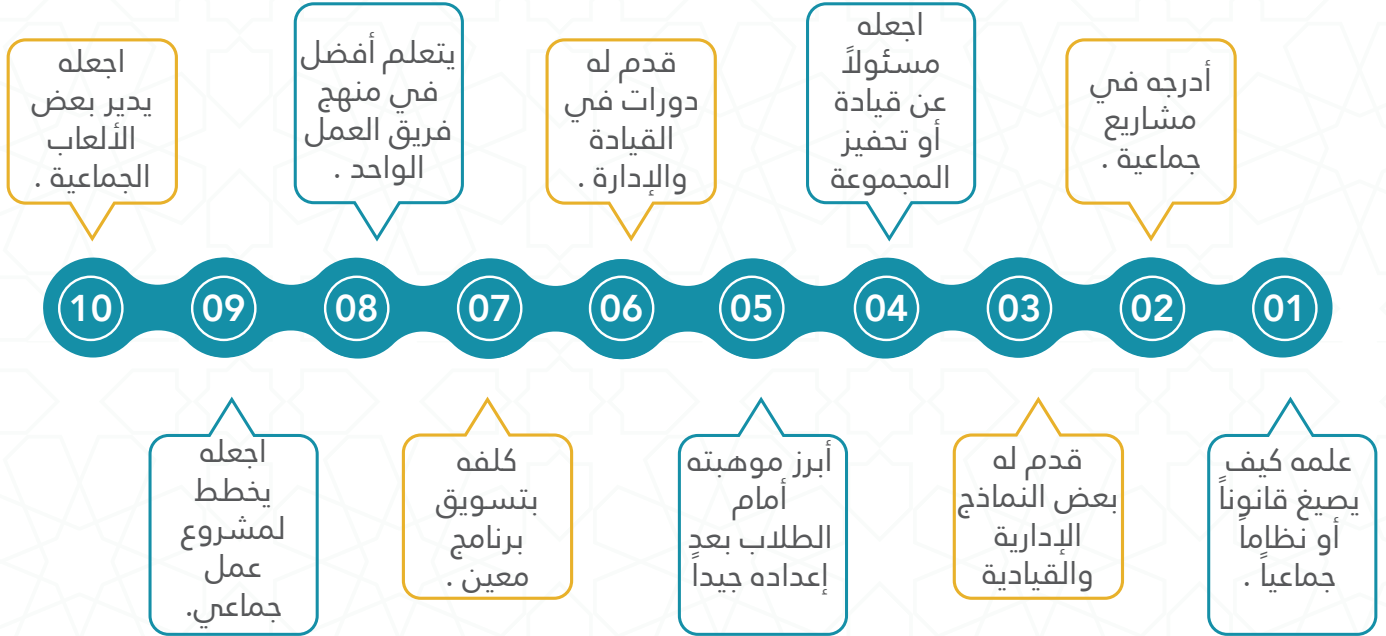 01
علمه كيف
يصيغ قانوناً
أو نظاماً
جماعياً .
02
أدرجه في
مشاريع
جماعية .
03
قدم له
بعض النماذج
الإدارية
والقيادية
04
اجعله
مسئولاً
عن قيادة
أو تحفيز
المجموعة
05
أبرز موهبته
أمام
الطلاب بعد
إعداده جيداً
06
قدم له
دورات في
القيادة
والإدارة .
07
كلفه
بتسويق
برنامج
معين .
08
يتعلم أفضل
في منهج
فريق العمل
الواحد .
09
اجعله
يخطط
لمشروع
عمل
جماعي.
10
اجعله
يدير بعض
الألعاب
الجماعية .